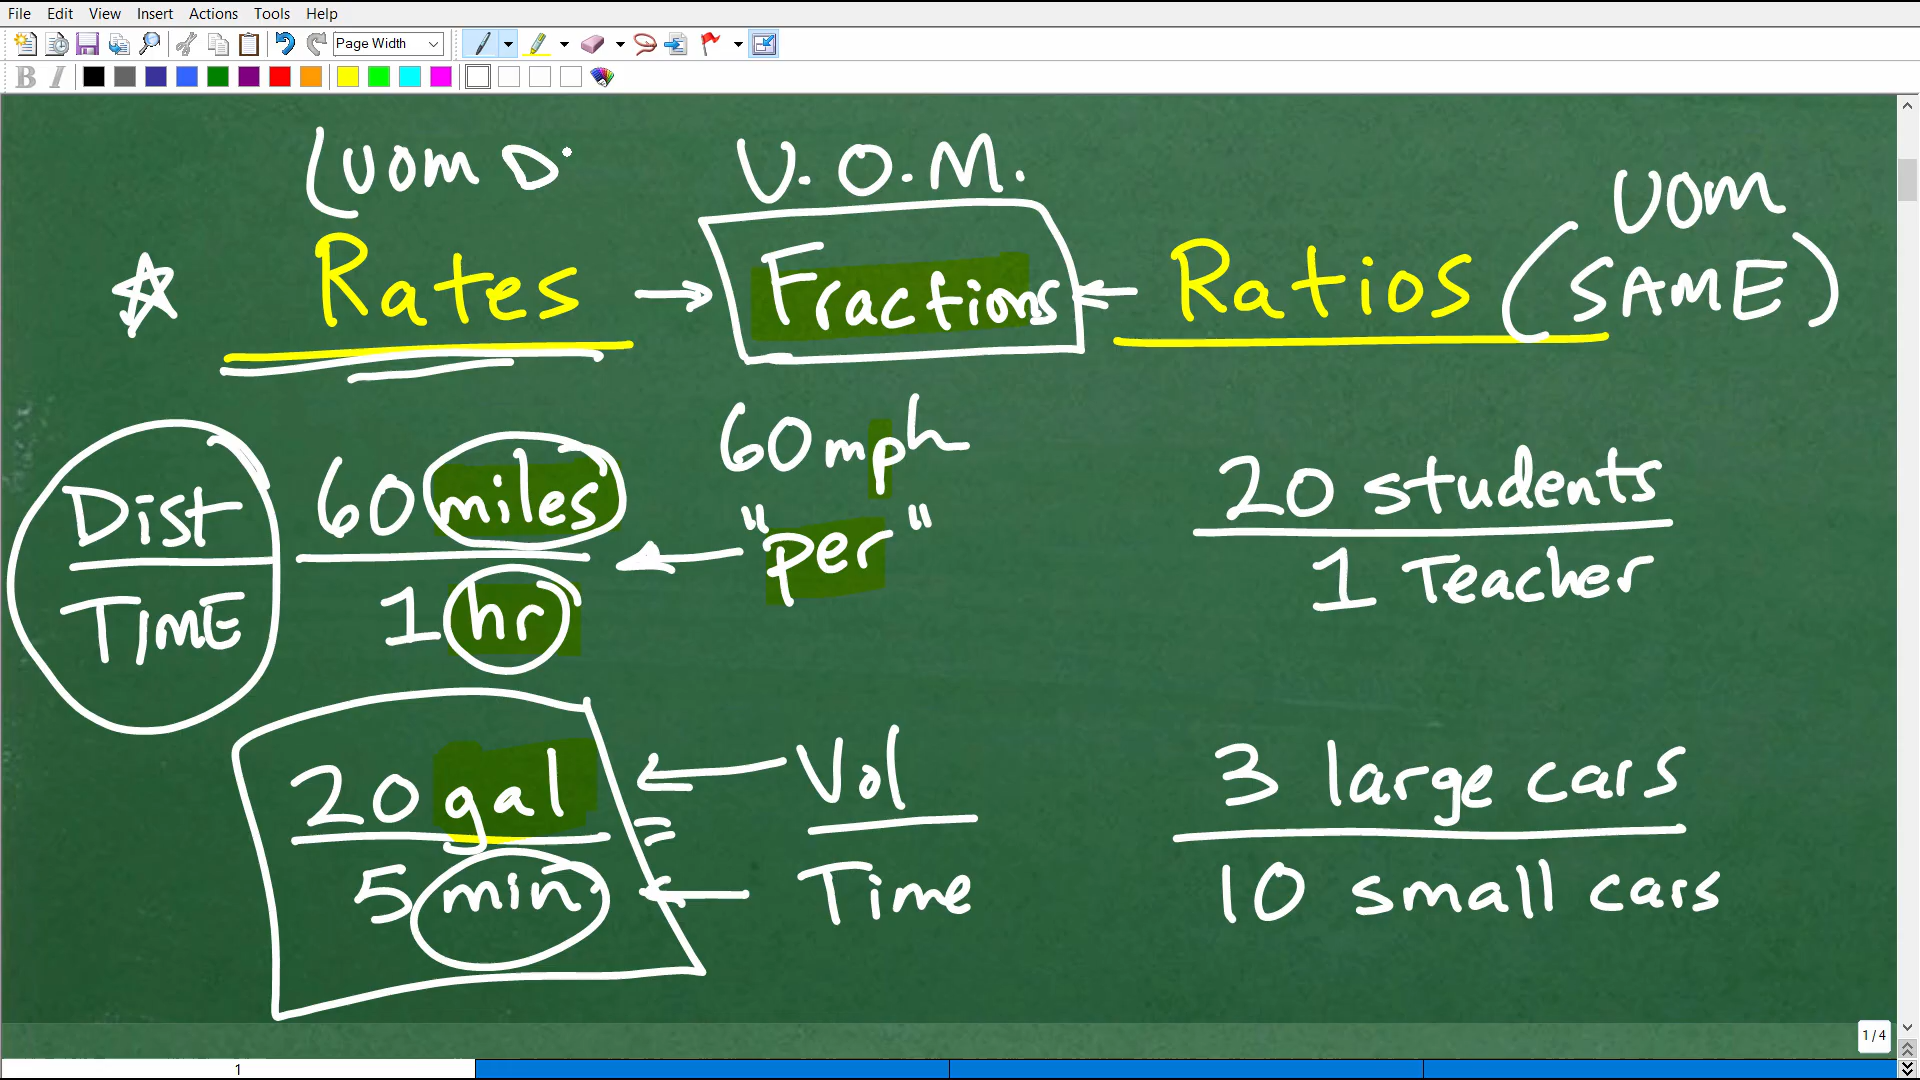 File Edit View Insert Actions Tools Help
Page Width
B I
(UOM D
U.O.M.
UOM
Rates → Fractions ← Ratios (SAME)
60mph
Dist
TIME
60 miles
1 hr
"per"
20 students
1 Teacher
20 gal
5 min
Vol
Time
3 large cars
10 small cars
1 / 4
1